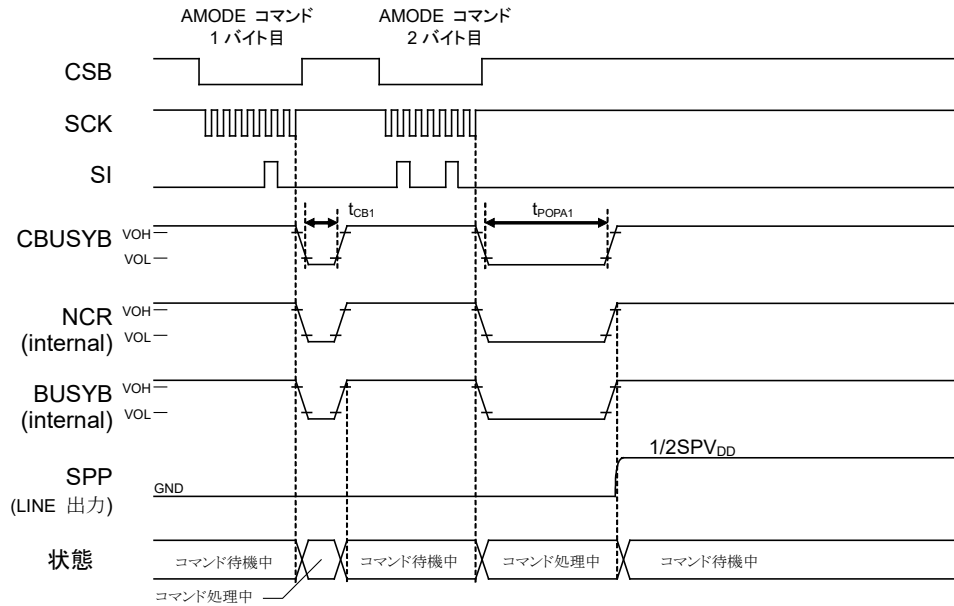 AMODE コマンド
1 バイト目
AMODE コマンド
2 バイト目
CSB
SCK
SI
tCB1
tPOPA1
CBUSYB
VOH
VOL
NCR
(internal)
VOH
VOL
BUSYB
(internal)
VOH
VOL
1/2SPVDD
SPP
(LINE 出力)
GND
状態
コマンド待機中
コマンド待機中
コマンド処理中
コマンド待機中
コマンド処理中